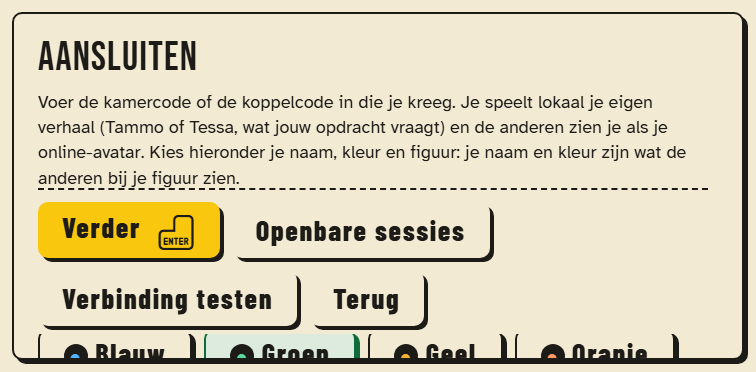 AANSLUITEN
Voer de kamercode of de koppelcode in die je kreeg. Je speelt lokaal je eigen
verhaal (Tammo of Tessa, wat jouw opdracht vraagt) en de anderen zien je als je
online-avatar. Kies hieronder je naam, kleur en figuur: je naam en kleur zijn wat de
anderen bij je figuur zien.
Verder ENTER Openbare sessies
Verbinding testen Terug
Blauw Groen Geel Oranje